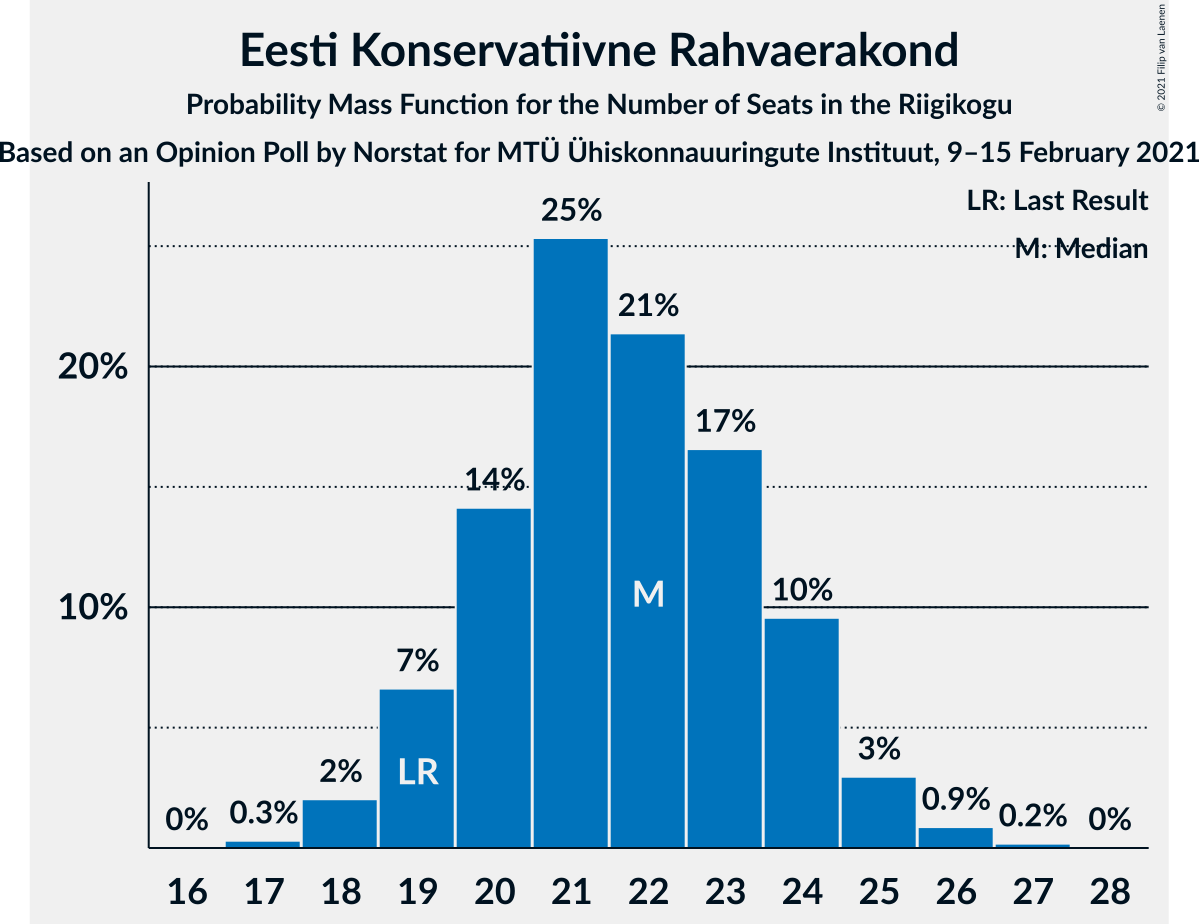 Eesti Konservatiivne Rahvaerakond
Probability Mass Function for the Number of Seats in the Riigikogu
Based on an Opinion Poll by Norstat for MTÜ Ühiskonnauuringute Instituut, 9–15 February 2021
© 2021 Filip van Laenen
LR: Last Result
M: Median
25%
21%
20%
17%
14%
10%
10%
M
7%
LR
3%
2%
0.9%
0% 0.3% 0.2% 0%
16 17 18 19 20 21 22 23 24 25 26 27 28